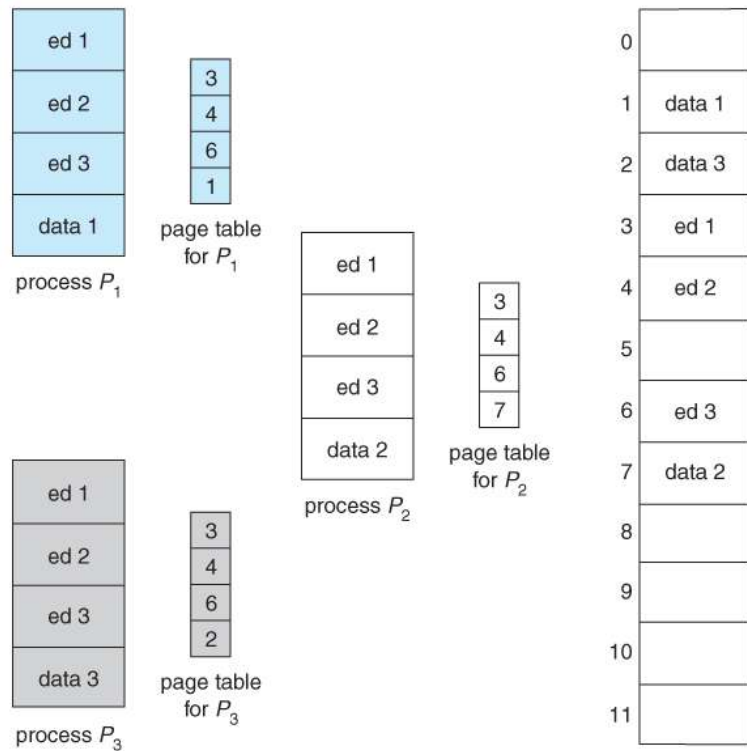 ed 1
ed 2
ed 3
data 1
process P1
3
4
6
1
page table
for P1
ed 1
ed 2
ed 3
data 2
process P2
3
4
6
7
page table
for P2
ed 1
ed 2
ed 3
data 3
process P3
3
4
6
2
page table
for P3
0
1 data 1
2 data 3
3 ed 1
4 ed 2
5
6 ed 3
7 data 2
8
9
10
11